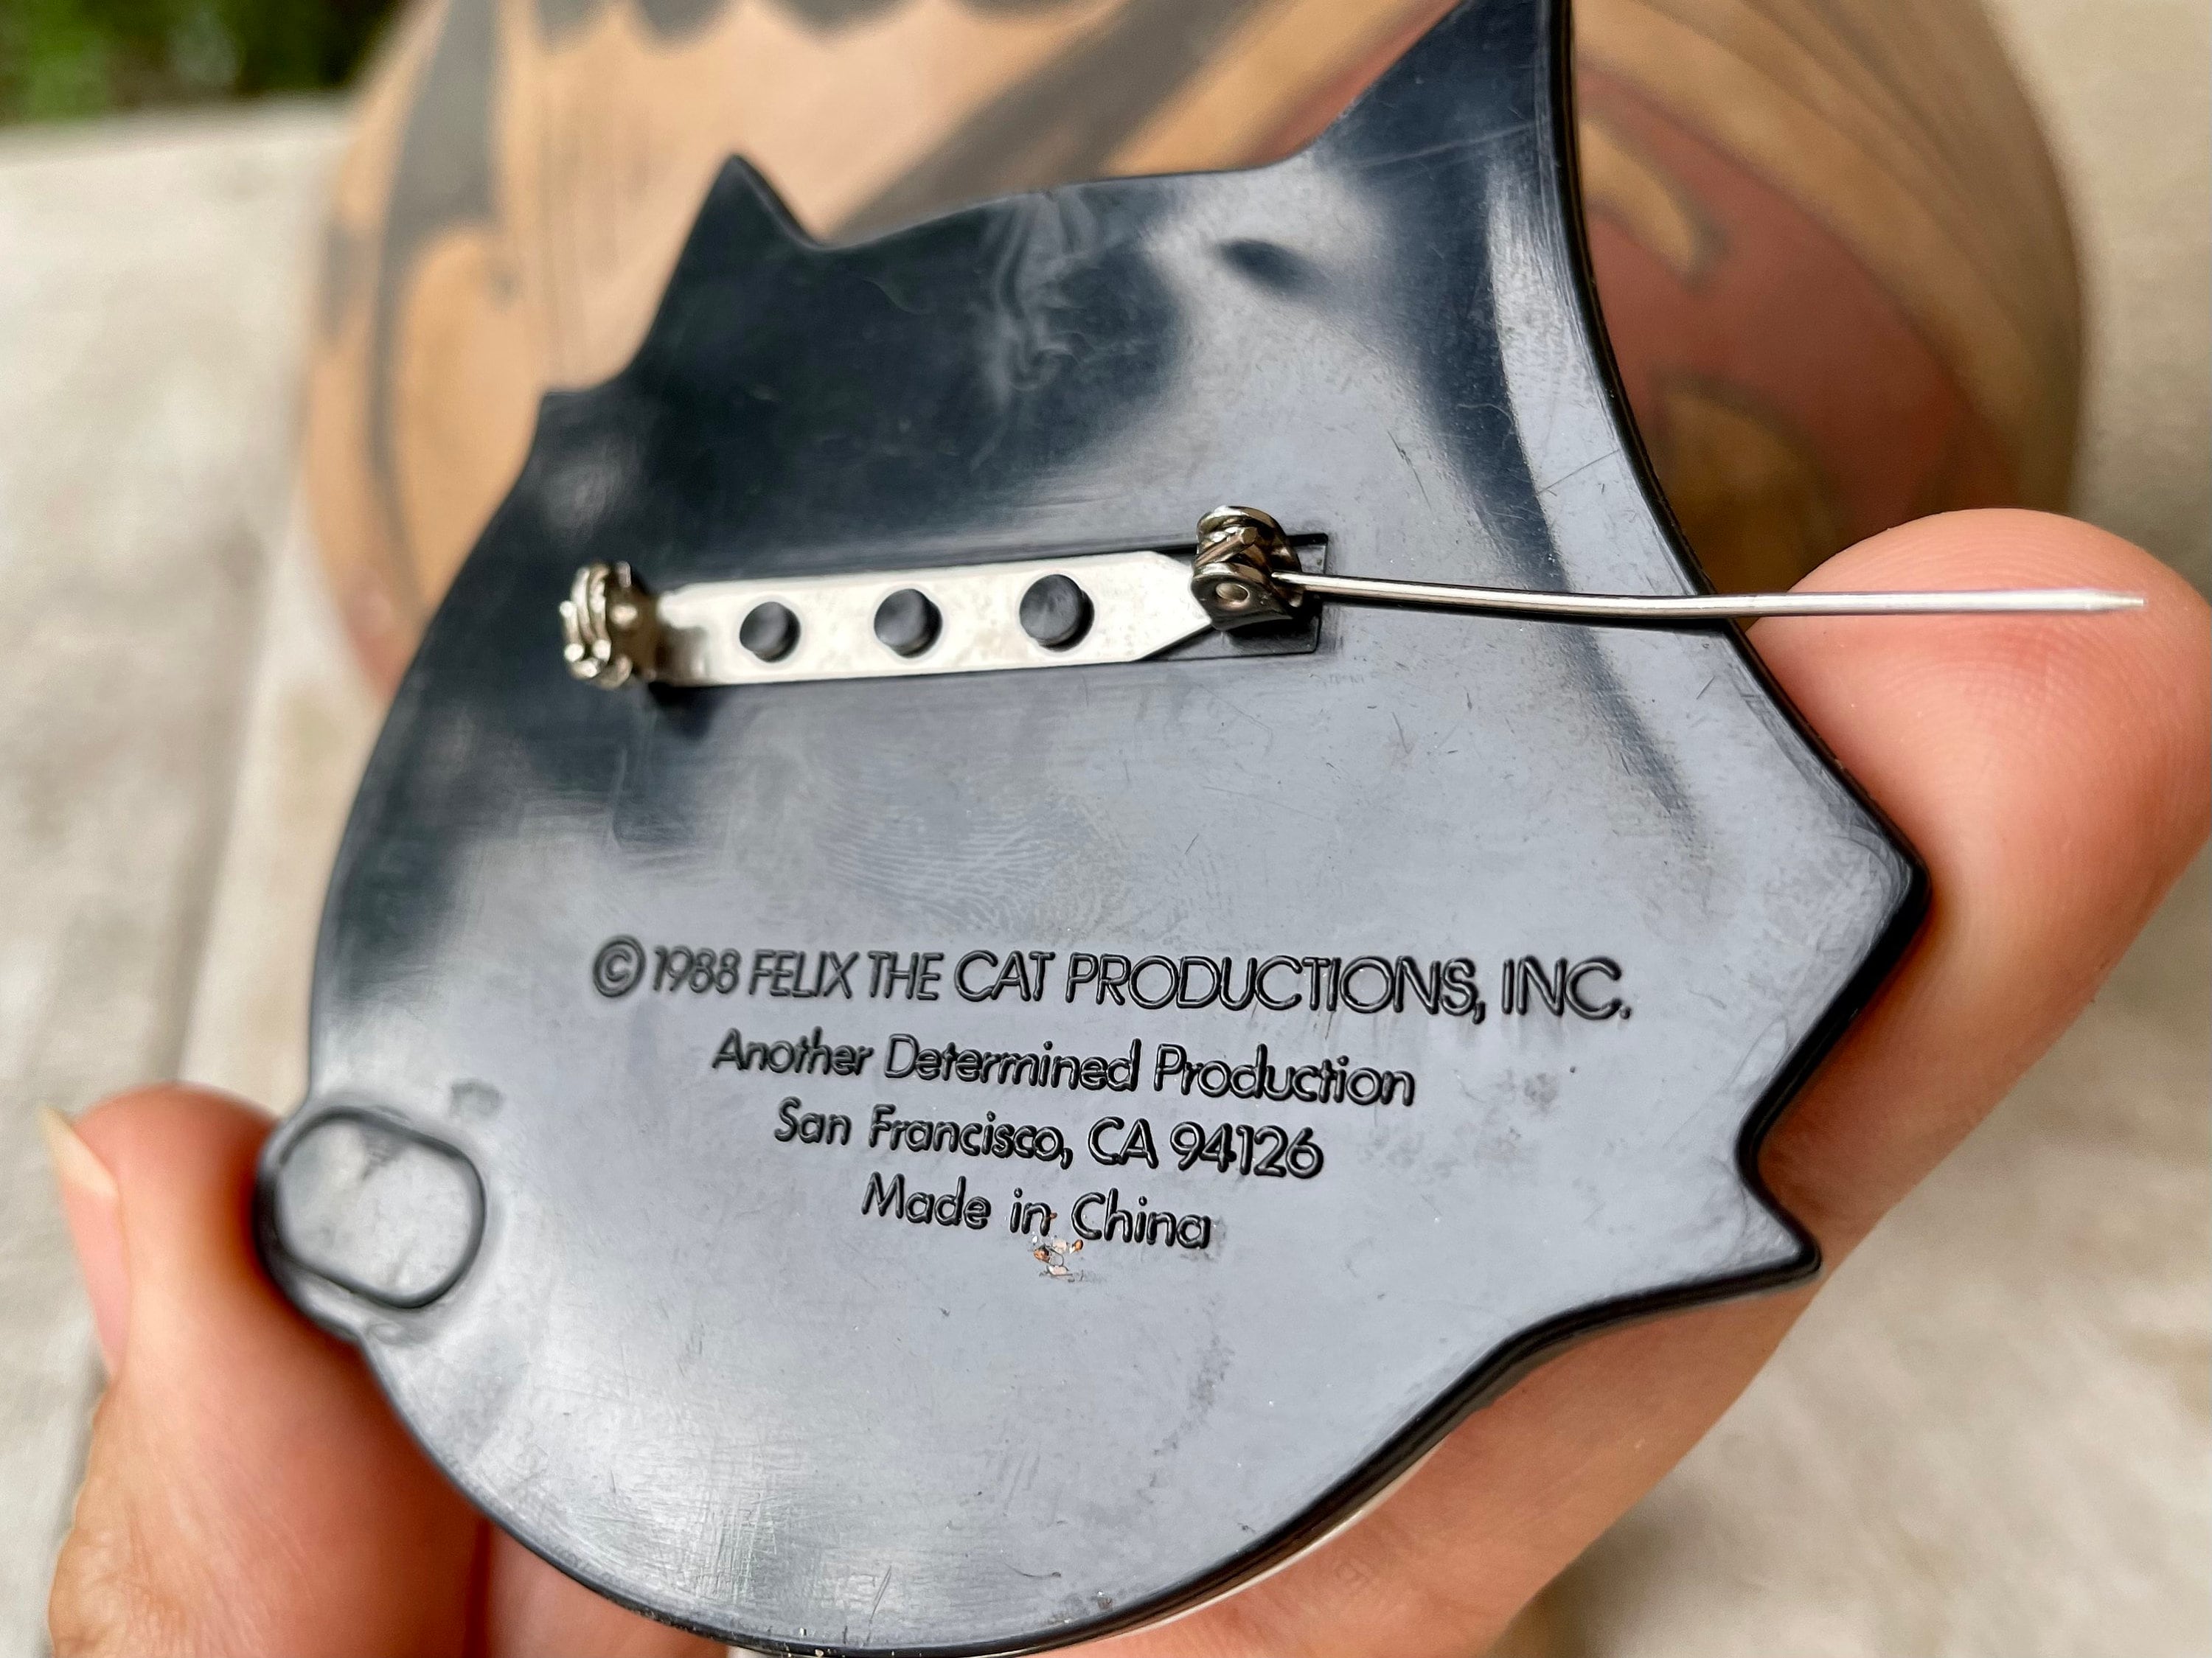 © 1988 FELIX THE CAT PRODUCTIONS, INC.
Another Determined Production
San Francisco, CA 94126
Made in China